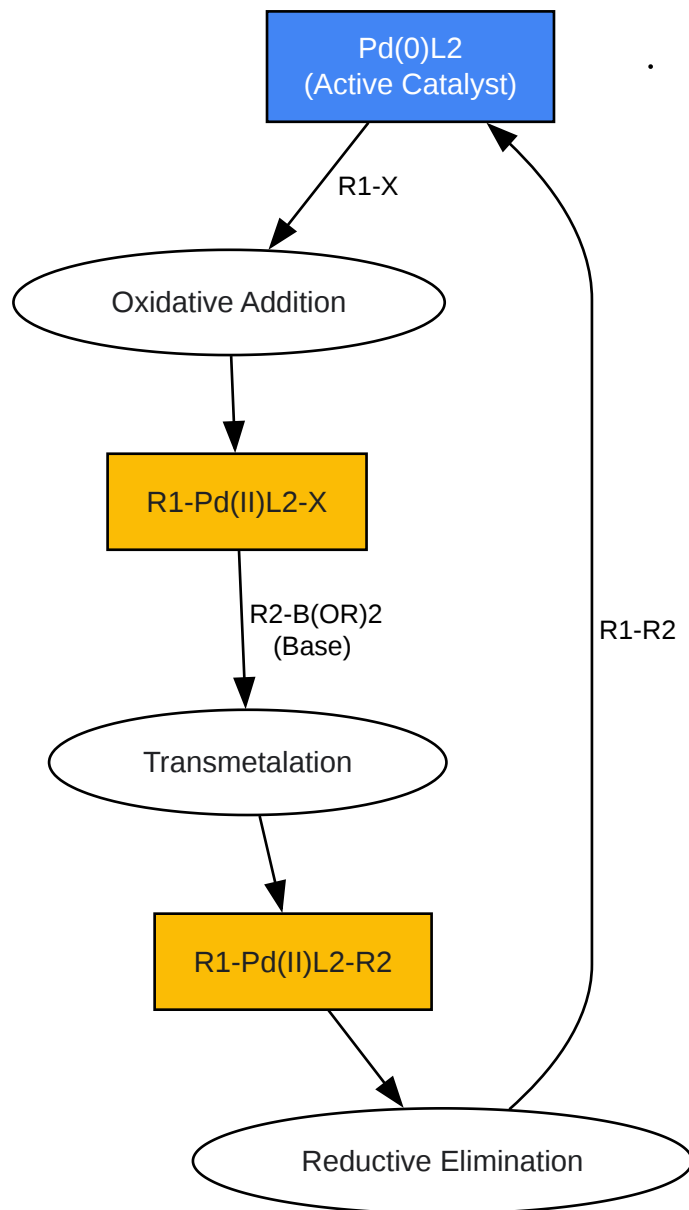 Pd(0)L2
(Active Catalyst)
.
R1-X
Oxidative Addition
R1-Pd(II)L2-X
R2-B(OR)2
(Base)
R1-R2
Transmetalation
R1-Pd(II)L2-R2
Reductive Elimination